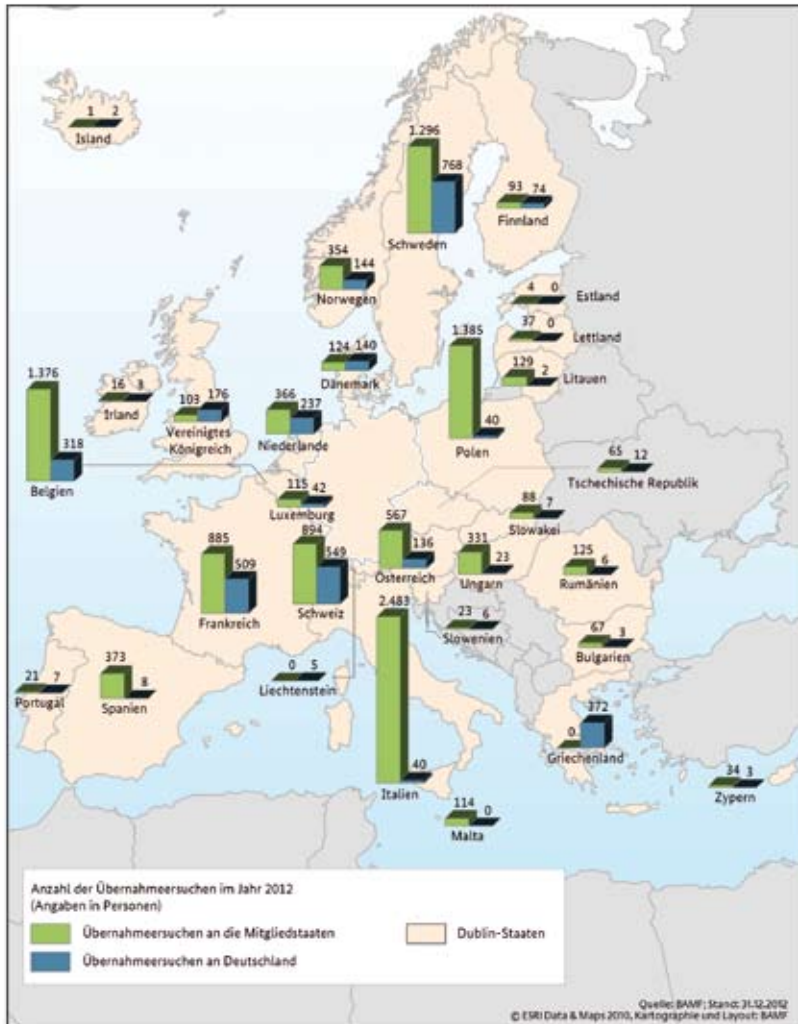 1 2
Island
1.296
768
Schweden
93 74
Finnland
354
144
Norwegen
4 0
Estland
37 0
Lettland
129
2
Litauen
124 140
Dänemark
1.385
40
Polen
1.376
318
Belgien
16 3
Irland
103 176
Vereinigtes
Königreich
366
237
Niederlande
65 12
Tschechische Republik
115 42
Luxemburg
88 7
Slowakei
885
509
Frankreich
894
549
Schweiz
567
136
Österreich
331
23
Ungarn
125
6
Rumänien
23 6
Slowenien
67 3
Bulgarien
21 7
Portugal
373
8
Spanien
0 5
Liechtenstein
2.483
40
Italien
0
372
Griechenland
34 3
Zypern
114 0
Malta
Anzahl der Übernahmeersuchen im Jahr 2012
(Angaben in Personen)
Übernahmeersuchen an die Mitgliedstaaten
Dublin-Staaten
Übernahmeersuchen an Deutschland
Quelle: BAMF; Stand: 31.12.2012
© ESRI Data & Maps 2010, Kartographie und Layout: BAMF